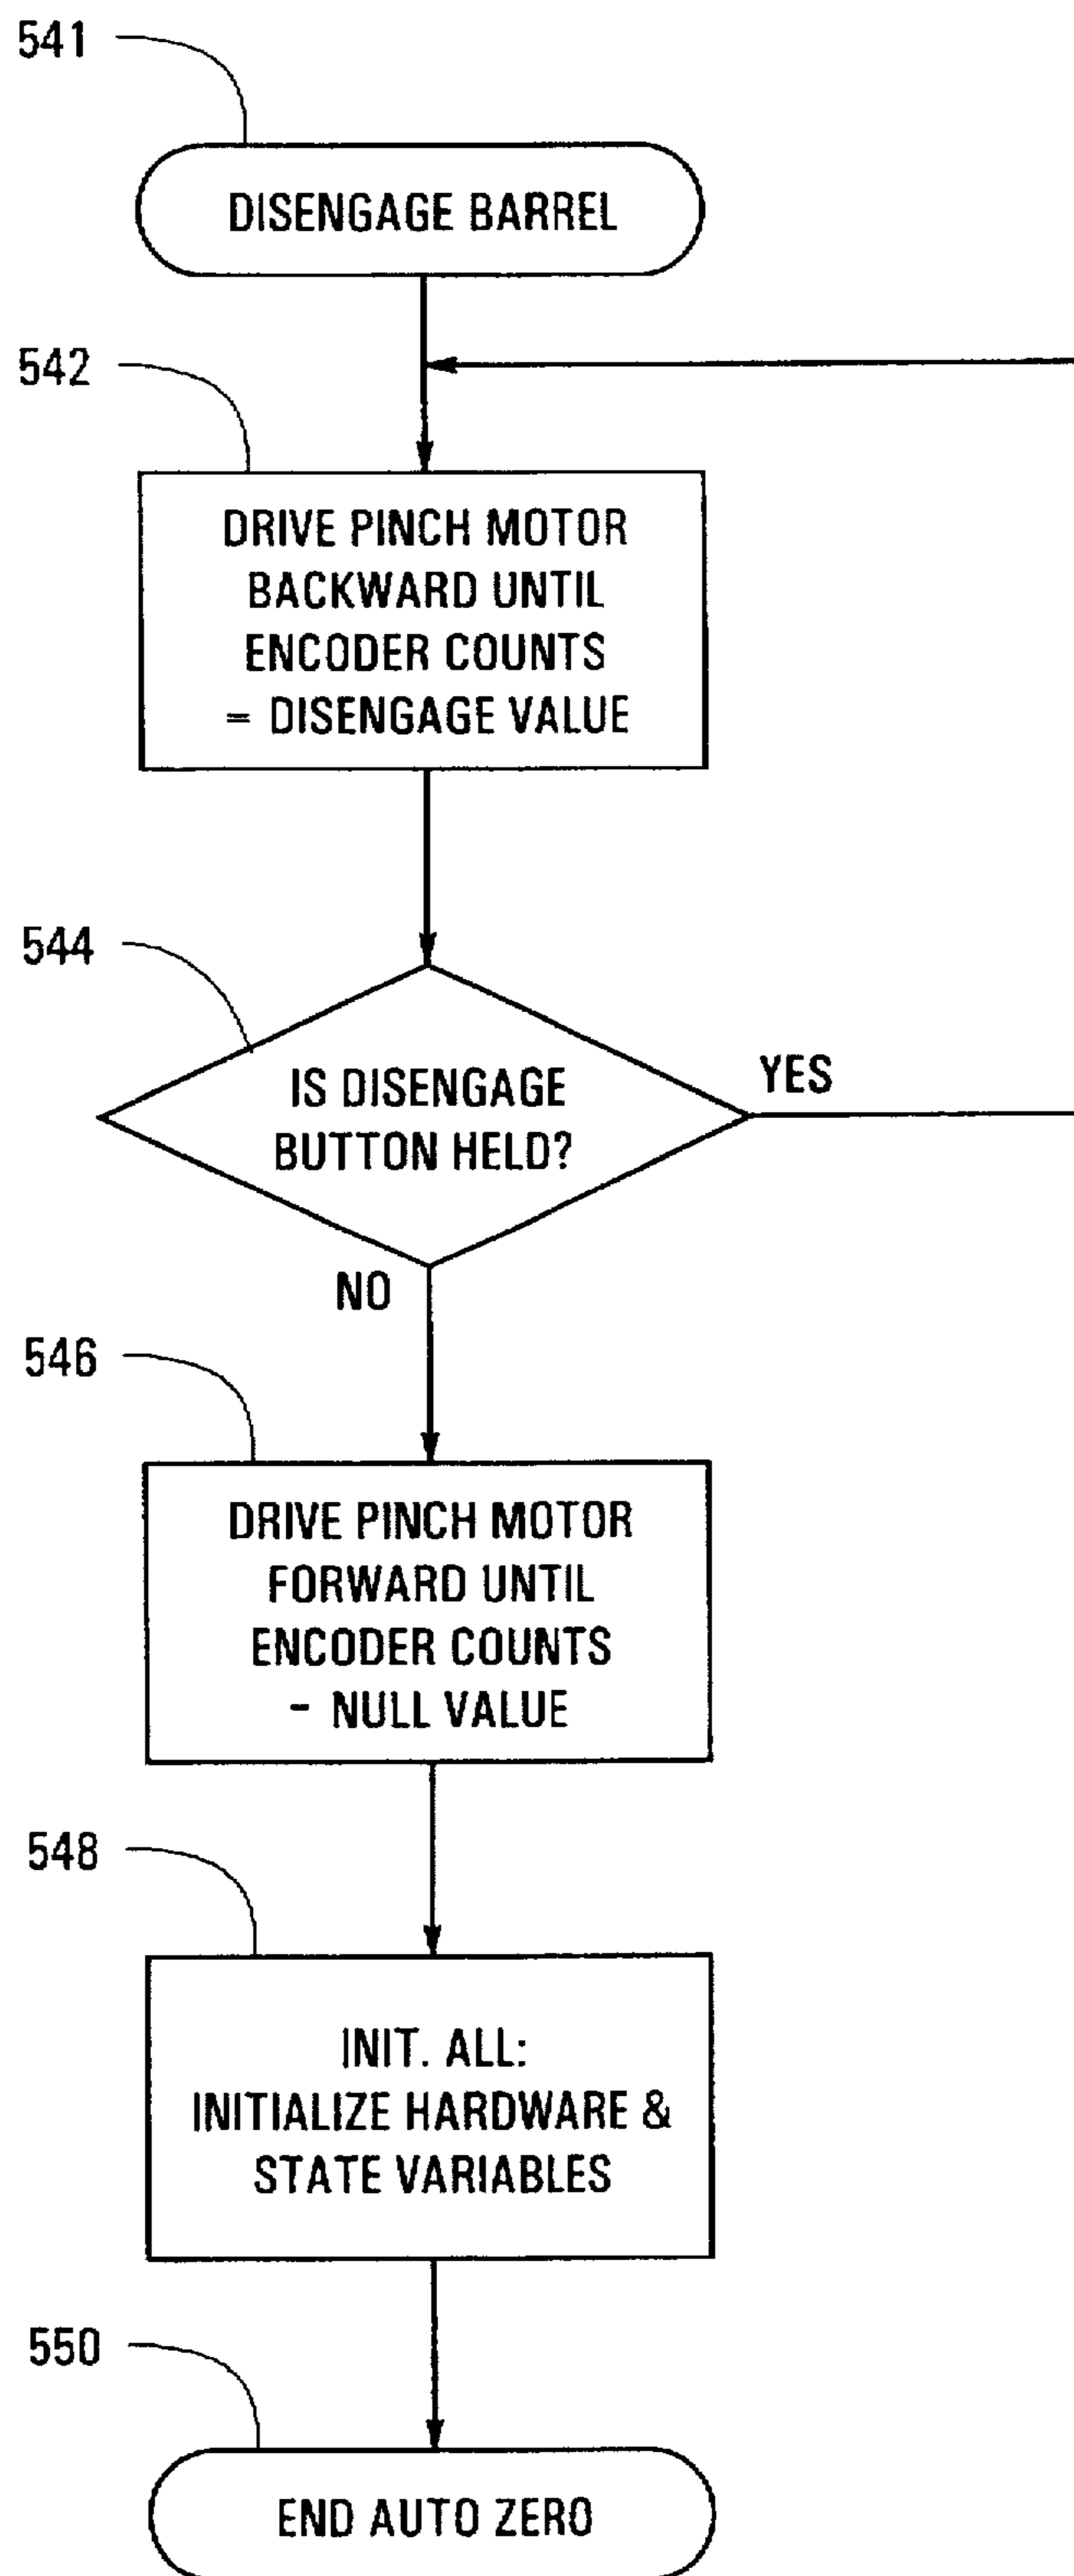 541
DISENGAGE BARREL
542
DRIVE PINCH MOTOR
BACKWARD UNTIL
ENCODER COUNTS
= DISENGAGE VALUE
544
IS DISENGAGE
BUTTON HELD?
YES
NO
546
DRIVE PINCH MOTOR
FORWARD UNTIL
ENCODER COUNTS
- NULL VALUE
548
INIT. ALL:
INITIALIZE HARDWARE &
STATE VARIABLES
550
END AUTO ZERO